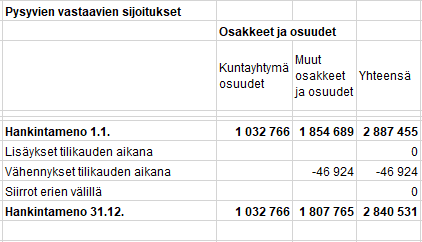 Pysyvien vastaavien sijoitukset
Osakkeet ja osuudet
Kuntayhtymä osuudet Muut osakkeet ja osuudet Yhteensä
Hankintameno 1.1. 1 032 766 1 854 689 2 887 455
Lisäykset tilikauden aikana 0
Vähennykset tilikauden aikana -46 924 -46 924
Siirrot erien välillä 0
Hankintameno 31.12. 1 032 766 1 807 765 2 840 531